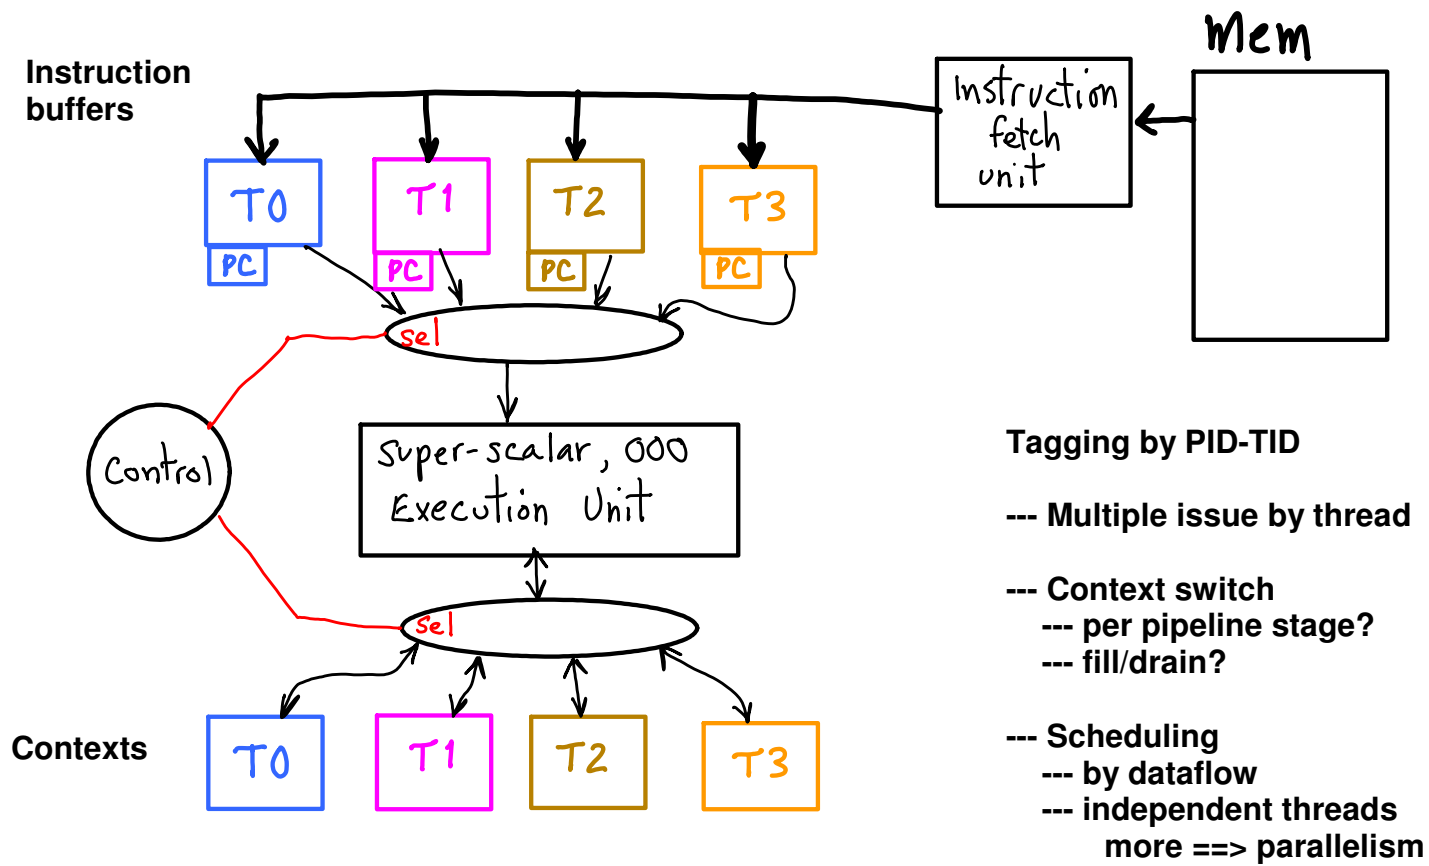 Mem
Instruction
buffers
Instruction
fetch
unit
T0
T1
T2
T3
PC
PC
PC
PC
sel
Control
Super-scalar, OOO
Execution Unit
Sel
Contexts
T0
T1
T2
T3
Tagging by PID-TID
--- Multiple issue by thread
--- Context switch
--- per pipeline stage?
--- fill/drain?
--- Scheduling
--- by dataflow
--- independent threads
more ==> parallelism